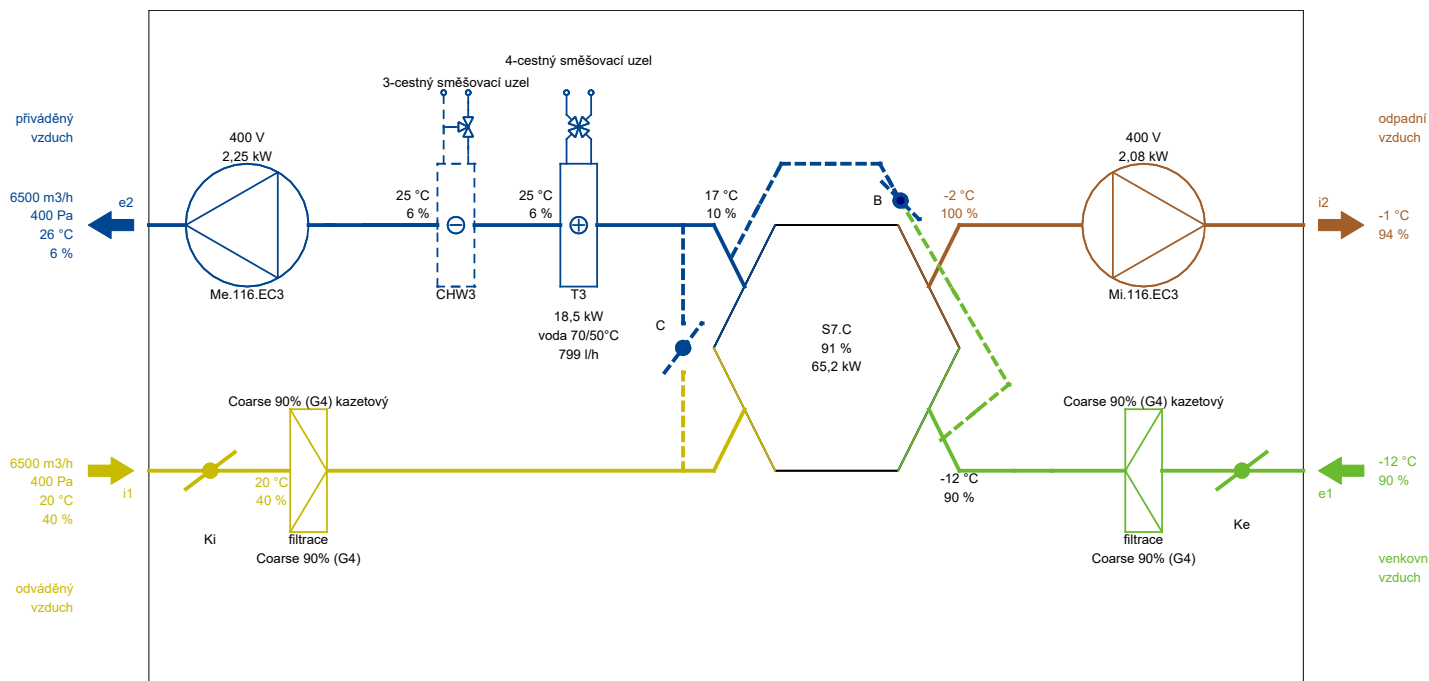 4-cestný směšovací uzel
3-cestný směšovací uzel
přiváděný
vzduch
400 V
2,25 kW
400 V
2,08 kW
odpadní
vzduch
6500 m3/h
400 Pa
26 °C
6 %
e2
25 °C
6 %
25 °C
6 %
17 °C
10 %
B
-2 °C
100 %
i2
-1 °C
94 %
Me.116.EC3
CHW3
T3
18,5 kW
voda 70/50°C
799 l/h
C
S7.C
91 %
65,2 kW
Mi.116.EC3
Coarse 90% (G4) kazetový
Coarse 90% (G4) kazetový
6500 m3/h
400 Pa
20 °C
40 %
i1
20 °C
40 %
-12 °C
90 %
e1
-12 °C
90 %
Ki
filtrace
Coarse 90% (G4)
filtrace
Coarse 90% (G4)
Ke
odváděný
vzduch
venkovn
vzduch